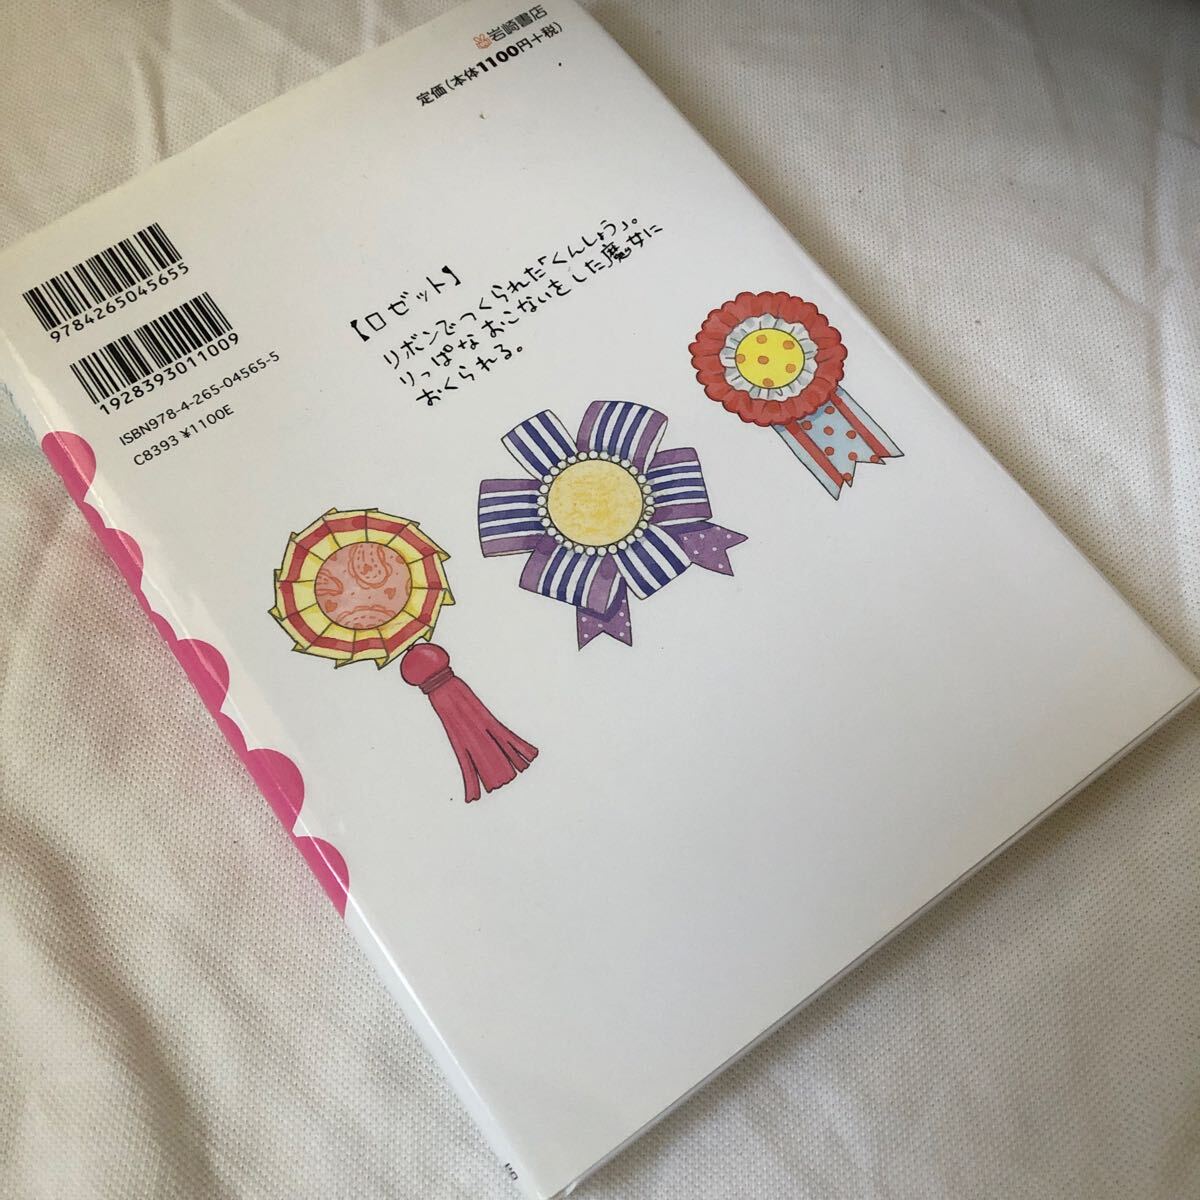 岩崎書店
定価(本体1100円+税)
9784265045655
1928393011009
ISBN978-4-265-04565-5
C8393 ¥1100E
【ロゼット】
リボンでつくられた「くんしょう」。
りっぱなおこないをした魔女に
おくられる。